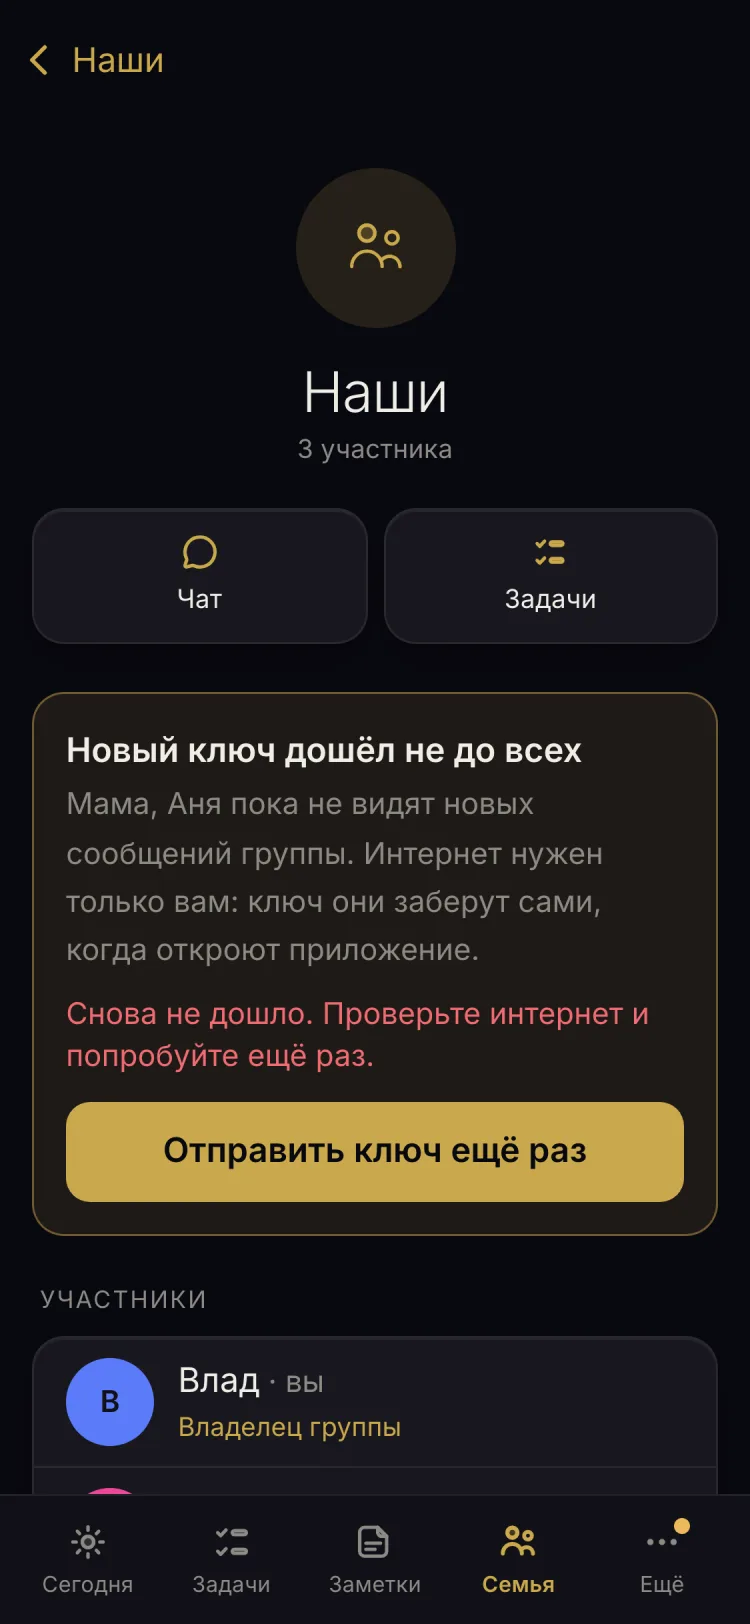 Наши
Наши
3 участника
Чат
Задачи
Новый ключ дошёл не до всех
Мама, Аня пока не видят новых
сообщений группы. Интернет нужен
только вам: ключ они заберут сами,
когда откроют приложение.
Снова не дошло. Проверьте интернет и
попробуйте ещё раз.
Отправить ключ ещё раз
УЧАСТНИКИ
В
Влад · вы
Владелец группы
Сегодня
Задачи
Заметки
Семья
Ещё